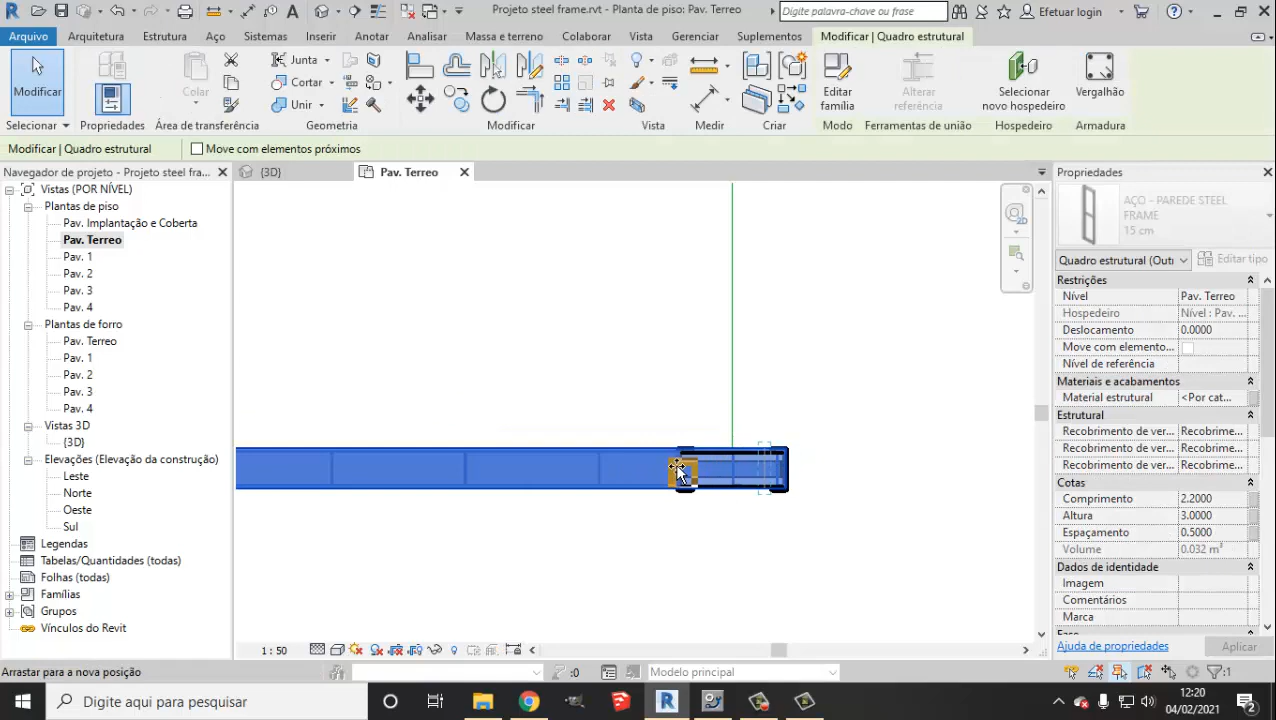 Projeto steel frame.rvt - Planta de piso: Pav. Terreo
Digite palavra-chave ou frase
Efetuar login
Arquivo
Arquitetura
Estrutura
Aço
Sistemas
Inserir
Anotar
Analisar
Massa e terreno
Colaborar
Vista
Gerenciar
Suplementos
Modificar | Quadro estrutural
Modificar
Colar
Junta
Cortar
Unir
Editar
família
Alterar
referência
Selecionar
novo hospedeiro
Vergalhão
Selecionar
Propriedades
Área de transferência
Geometria
Modificar
Vista
Medir
Criar
Modo
Ferramentas de união
Hospedeiro
Armadura
Modificar | Quadro estrutural
Move com elementos próximos
Navegador de projeto - Projeto steel fra...
{3D}
Pav. Terreo
Propriedades
Vistas (POR NÍVEL)
Plantas de piso
Pav. Implantação e Coberta
Pav. Terreo
Pav. 1
Pav. 2
Pav. 3
Pav. 4
Plantas de forro
Pav. Terreo
Pav. 1
Pav. 2
Pav. 3
Pav. 4
Vistas 3D
{3D}
Elevações (Elevação da construção)
Leste
Norte
Oeste
Sul
Legendas
Tabelas/Quantidades (todas)
Folhas (todas)
Famílias
Grupos
Vínculos do Revit
2D
AÇO - PAREDE STEEL
FRAME
15 cm
Quadro estrutural (Outr
Editar tipo
Restrições
Nível Pav. Terreo
Hospedeiro Nível : Pav. ...
Deslocamento 0.0000
Move com elemento...
Nível de referência
Materiais e acabamentos
Material estrutural <Por cat...
Estrutural
Recobrimento de ver... Recobrime...
Recobrimento de ver... Recobrime...
Recobrimento de ver... Recobrime...
Cotas
Comprimento 2.2000
Altura 3.0000
Espaçamento 0.5000
Volume 0.032 m³
Dados de identidade
Imagem
Comentários
Marca
Ajuda de propriedades
Aplicar
1 : 50
Arrastar para a nova posição
:0
Modelo principal
:1
Digite aqui para pesquisar
12:20
04/02/2021
2